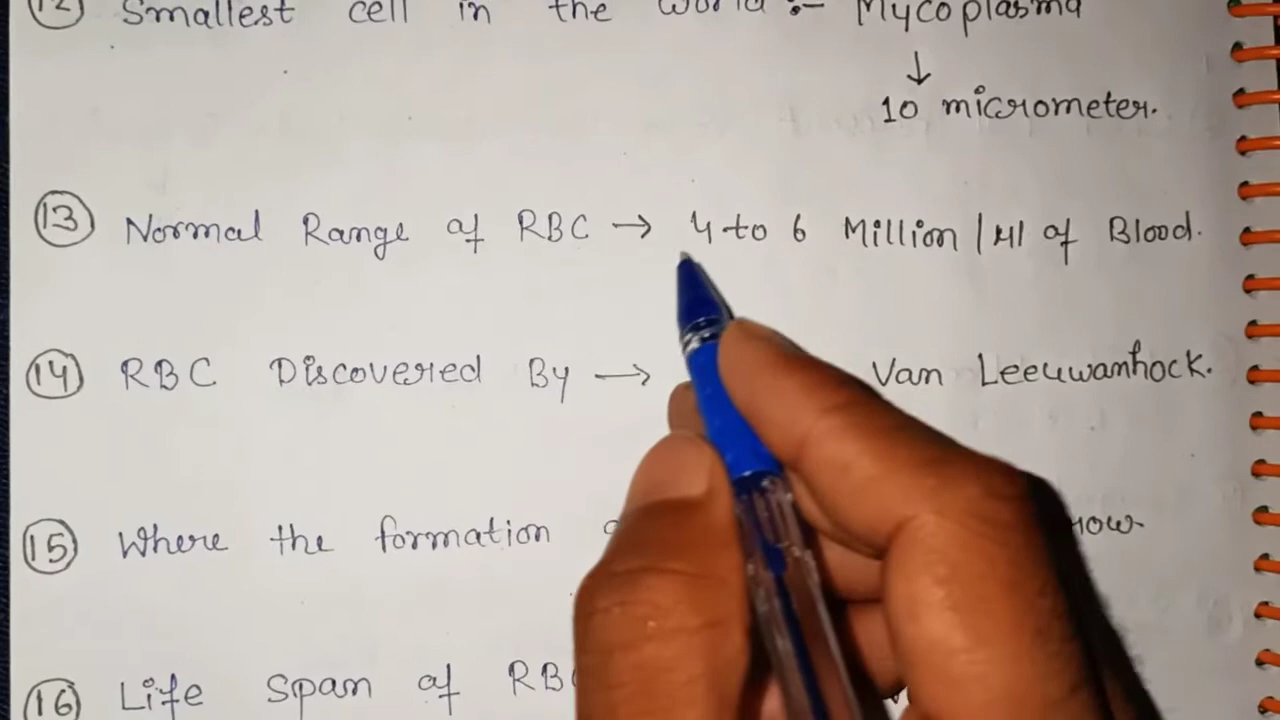 12 Smallest cell in the world :- Mycoplasma
↓
10 micrometer.
13 Normal Range of RBC → 4 to 6 Million / μl of Blood.
14 RBC Discovered By → Van Leeuwanhock.
15 Where the formation
16 Life span of